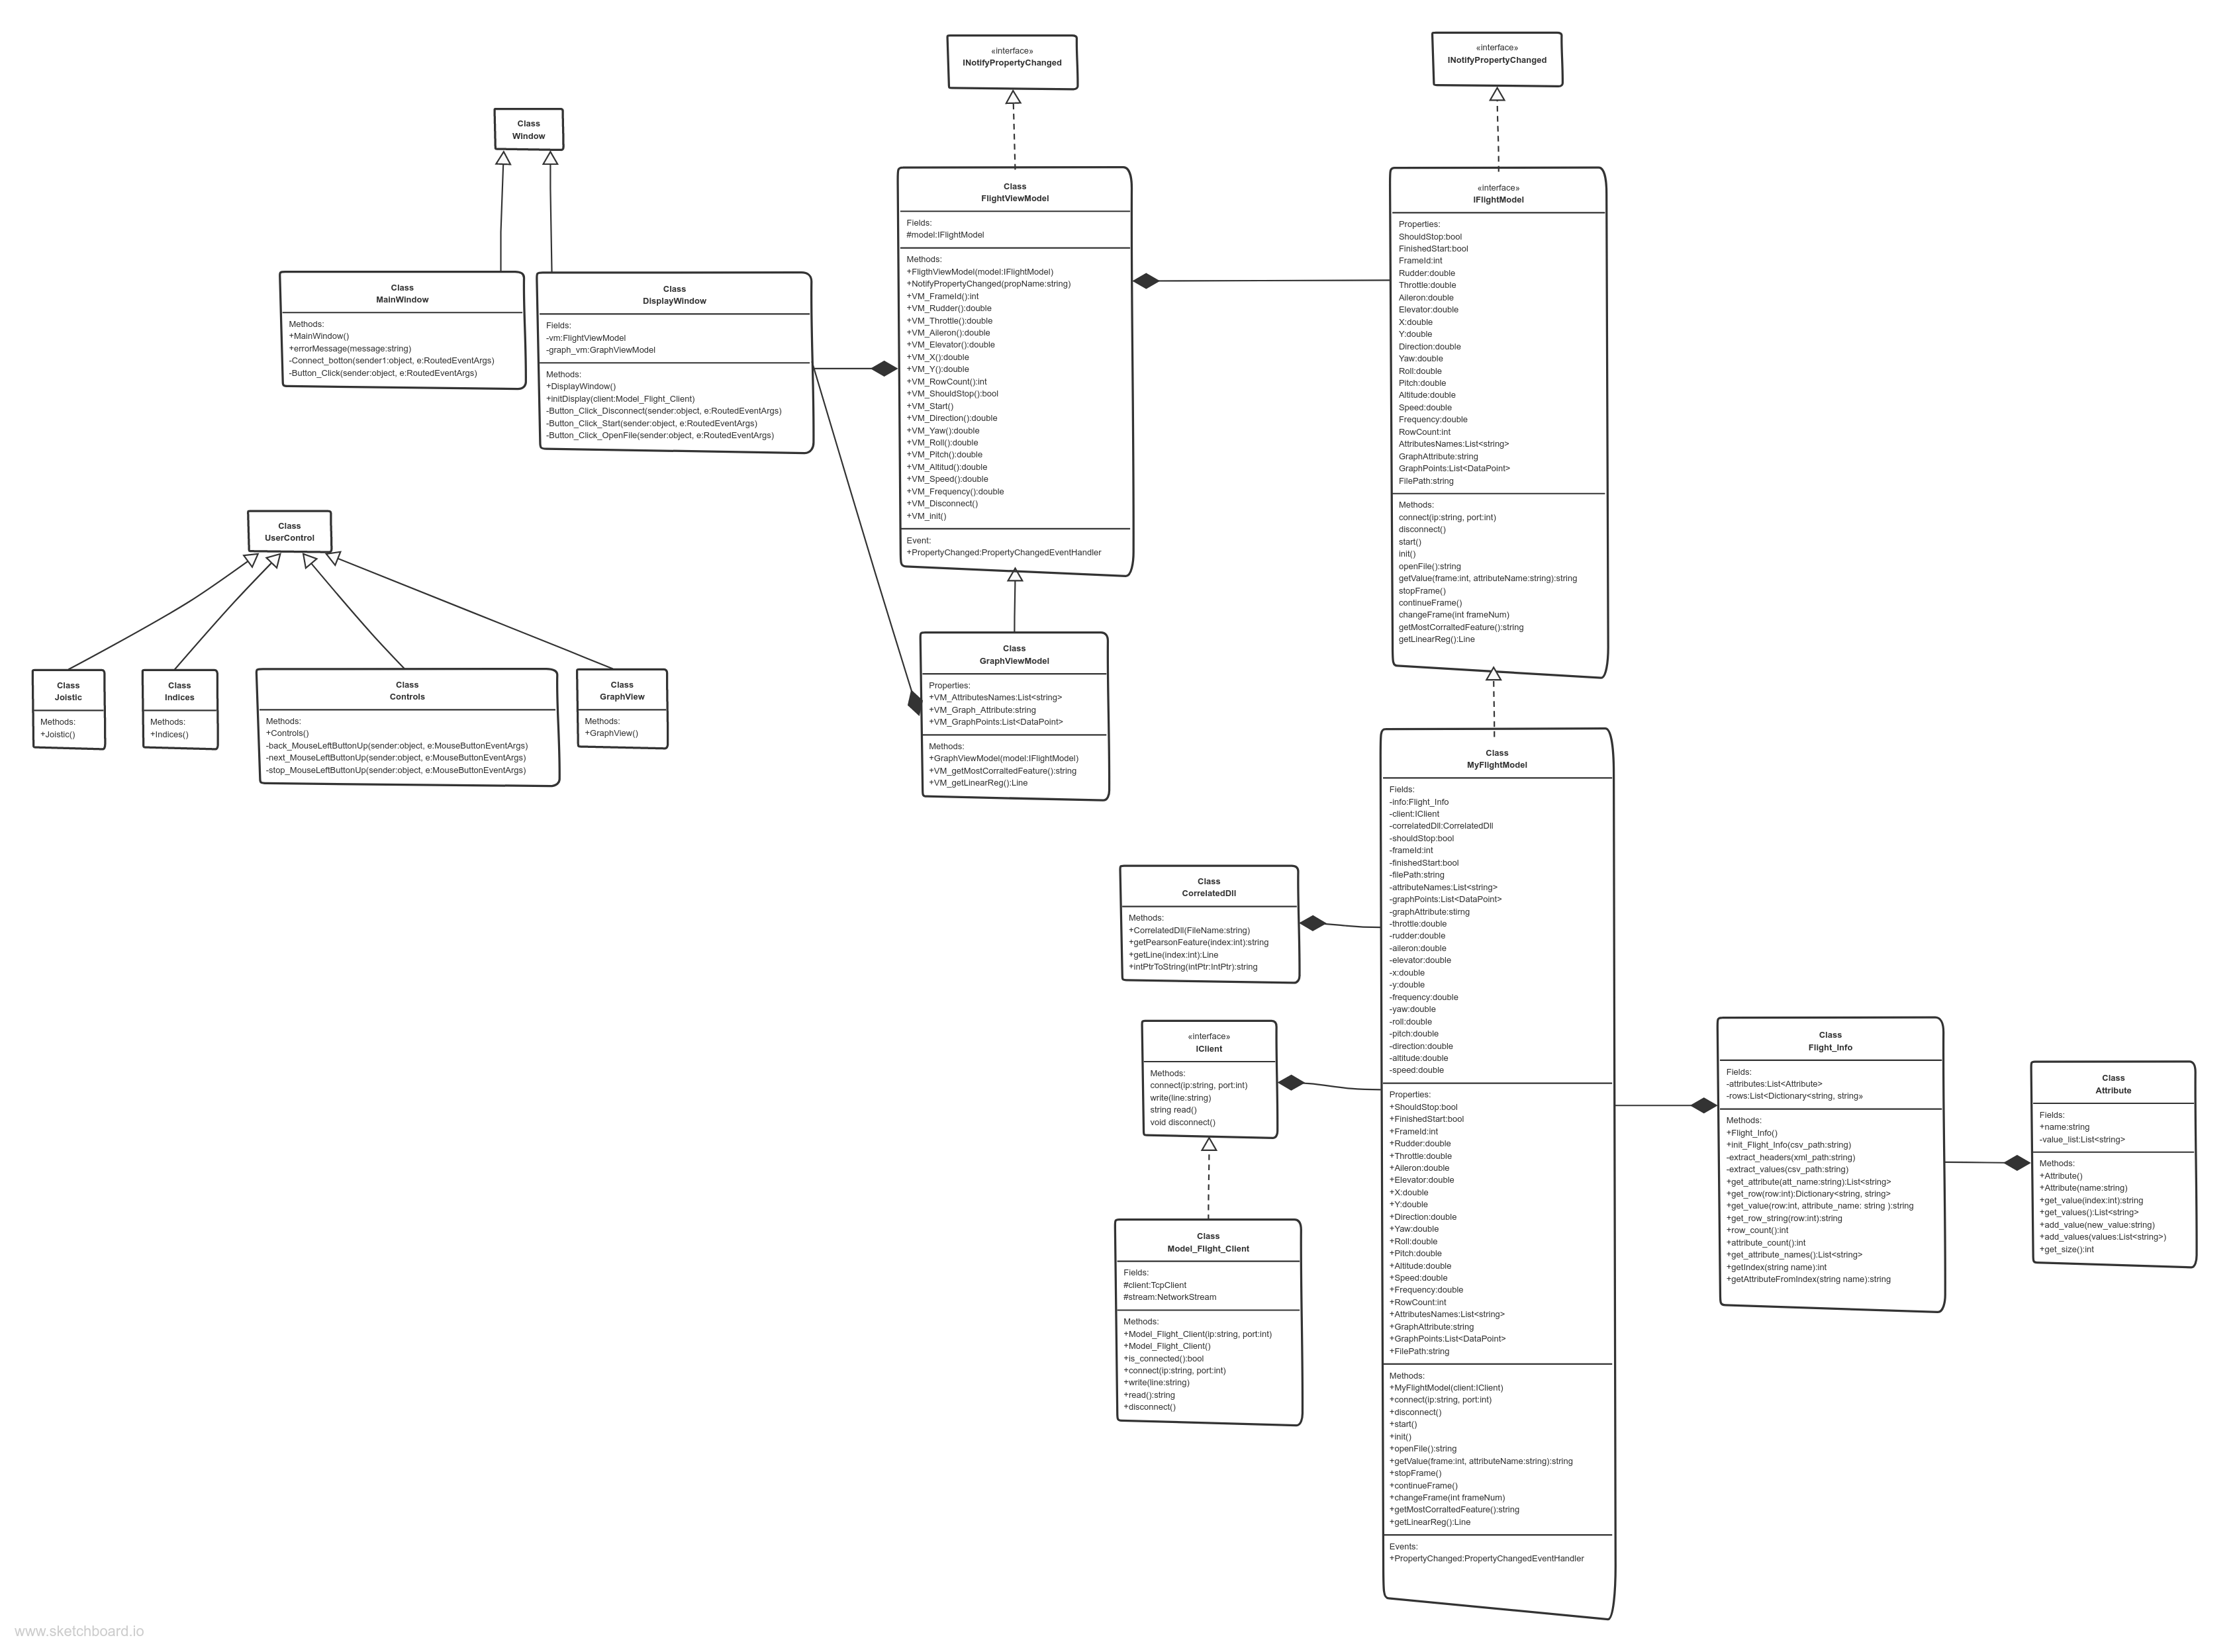 «interface»
INotifyPropertyChanged
«interface»
INotifyPropertyChanged
Class
Window
Class
MainWindow
Methods:
+MainWindow()
+errorMessage(message:string)
-Connect_botton(sender1:object, e:RoutedEventArgs)
-Button_Click(sender:object, e:RoutedEventArgs)
Class
DisplayWindow
Fields:
-vm:FlightViewModel
-graph_vm:GraphViewModel
Methods:
+DisplayWindow()
+initDisplay(client:Model_Flight_Client)
-Button_Click_Disconnect(sender:object, e:RoutedEventArgs)
-Button_Click_Start(sender:object, e:RoutedEventArgs)
-Button_Click_OpenFile(sender:object, e:RoutedEventArgs)
Class
FlightViewModel
Fields:
#model:IFlightModel
Methods:
+FligthViewModel(model:IFlightModel)
+NotifyPropertyChanged(propName:string)
+VM_FrameId():int
+VM_Rudder():double
+VM_Throttle():double
+VM_Aileron():double
+VM_Elevator():double
+VM_X():double
+VM_Y():double
+VM_RowCount():int
+VM_ShouldStop():bool
+VM_Start()
+VM_Direction():double
+VM_Yaw():double
+VM_Roll():double
+VM_Pitch():double
+VM_Altitud():double
+VM_Speed():double
+VM_Frequency():double
+VM_Disconnect()
+VM_init()
Event:
+PropertyChanged:PropertyChangedEventHandler
«interface»
IFlightModel
Properties:
ShouldStop:bool
FinishedStart:bool
FrameId:int
Rudder:double
Throttle:double
Aileron:double
Elevator:double
X:double
Y:double
Direction:double
Yaw:double
Roll:double
Pitch:double
Altitude:double
Speed:double
Frequency:double
RowCount:int
AttributesNames:List<string>
GraphAttribute:string
GraphPoints:List<DataPoint>
FilePath:string
Methods:
connect(ip:string, port:int)
disconnect()
start()
init()
openFile():string
getValue(frame:int, attributeName:string):string
stopFrame()
continueFrame()
changeFrame(int frameNum)
getMostCorraltedFeature():string
getLinearReg():Line
Class
UserControl
Class
Joistic
Methods:
+Joistic()
Class
Indices
Methods:
+Indices()
Class
Controls
Methods:
+Controls()
-back_MouseLeftButtonUp(sender:object, e:MouseButtonEventArgs)
-next_MouseLeftButtonUp(sender:object, e:MouseButtonEventArgs)
-stop_MouseLeftButtonUp(sender:object, e:MouseButtonEventArgs)
Class
GraphView
Methods:
+GraphView()
Class
GraphViewModel
Properties:
+VM_AttributesNames:List<string>
+VM_Graph_Attribute:string
+VM_GraphPoints:List<DataPoint>
Methods:
+GraphViewModel(model:IFlightModel)
+VM_getMostCorraltedFeature():string
+VM_getLinearReg():Line
Class
MyFlightModel
Fields:
-info:Flight_Info
-client:IClient
-correlatedDll:CorrelatedDll
-shouldStop:bool
-frameId:int
-finishedStart:bool
-filePath:string
-attributeNames:List<string>
-graphPoints:List<DataPoint>
-graphAttribute:stirng
-throttle:double
-rudder:double
-aileron:double
-elevator:double
-x:double
-y:double
-frequency:double
-yaw:double
-roll:double
-pitch:double
-direction:double
-altitude:double
-speed:double
Properties:
+ShouldStop:bool
+FinishedStart:bool
+FrameId:int
+Rudder:double
+Throttle:double
+Aileron:double
+Elevator:double
+X:double
+Y:double
+Direction:double
+Yaw:double
+Roll:double
+Pitch:double
+Altitude:double
+Speed:double
+Frequency:double
+RowCount:int
+AttributesNames:List<string>
+GraphAttribute:string
+GraphPoints:List<DataPoint>
+FilePath:string
Methods:
+MyFlightModel(client:IClient)
+connect(ip:string, port:int)
+disconnect()
+start()
+init()
+openFile():string
+getValue(frame:int, attributeName:string):string
+stopFrame()
+continueFrame()
+changeFrame(int frameNum)
+getMostCorraltedFeature():string
+getLinearReg():Line
Events:
+PropertyChanged:PropertyChangedEventHandler
Class
CorrelatedDll
Methods:
+CorrelatedDll(FileName:string)
+getPearsonFeature(index:int):string
+getLine(index:int):Line
+intPtrToString(intPtr:IntPtr):string
«interface»
IClient
Methods:
connect(ip:string, port:int)
write(line:string)
string read()
void disconnect()
Class
Model_Flight_Client
Fields:
#client:TcpClient
#stream:NetworkStream
Methods:
+Model_Flight_Client(ip:string, port:int)
+Model_Flight_Client()
+is_connected():bool
+connect(ip:string, port:int)
+write(line:string)
+read():string
+disconnect()
Class
Flight_Info
Fields:
-attributes:List<Attribute>
-rows:List<Dictionary<string, string»
Methods:
+Flight_Info()
+init_Flight_Info(csv_path:string)
-extract_headers(xml_path:string)
-extract_values(csv_path:string)
+get_attribute(att_name:string):List<string>
+get_row(row:int):Dictionary<string, string>
+get_value(row:int, attribute_name: string ):string
+get_row_string(row:int):string
+row_count():int
+attribute_count():int
+get_attribute_names():List<string>
+getIndex(string name):int
+getAttributeFromIndex(string name):string
Class
Attribute
Fields:
+name:string
-value_list:List<string>
Methods:
+Attribute()
+Attribute(name:string)
+get_value(index:int):string
+get_values():List<string>
+add_value(new_value:string)
+add_values(values:List<string>)
+get_size():int
www.sketchboard.io